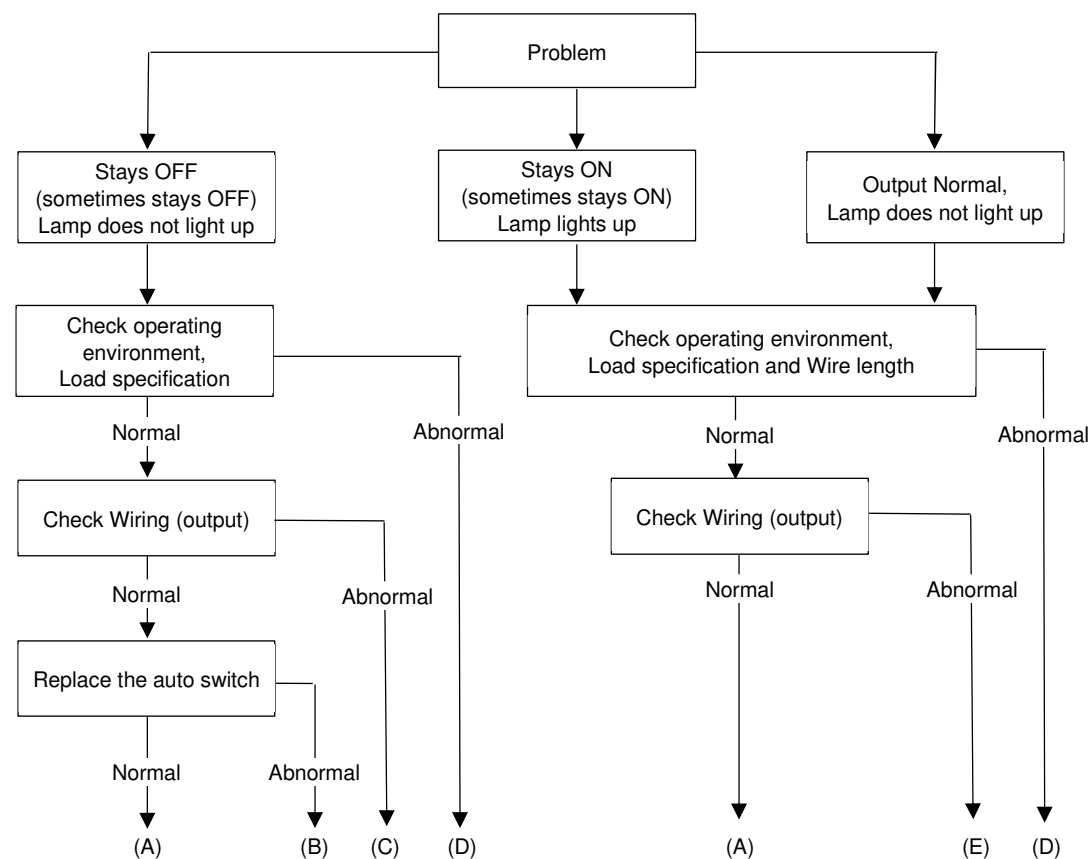 Problem
Stays OFF
(sometimes stays OFF)
Lamp does not light up
Stays ON
(sometimes stays ON)
Lamp lights up
Output Normal,
Lamp does not light up
Check operating
environment,
Load specification
Check operating environment,
Load specification and Wire length
Normal
Abnormal
Normal
Abnormal
Check Wiring (output)
Check Wiring (output)
Normal
Abnormal
Normal
Abnormal
Replace the auto switch
Normal
Abnormal
(A)
(B)
(C)
(D)
(A)
(E)
(D)